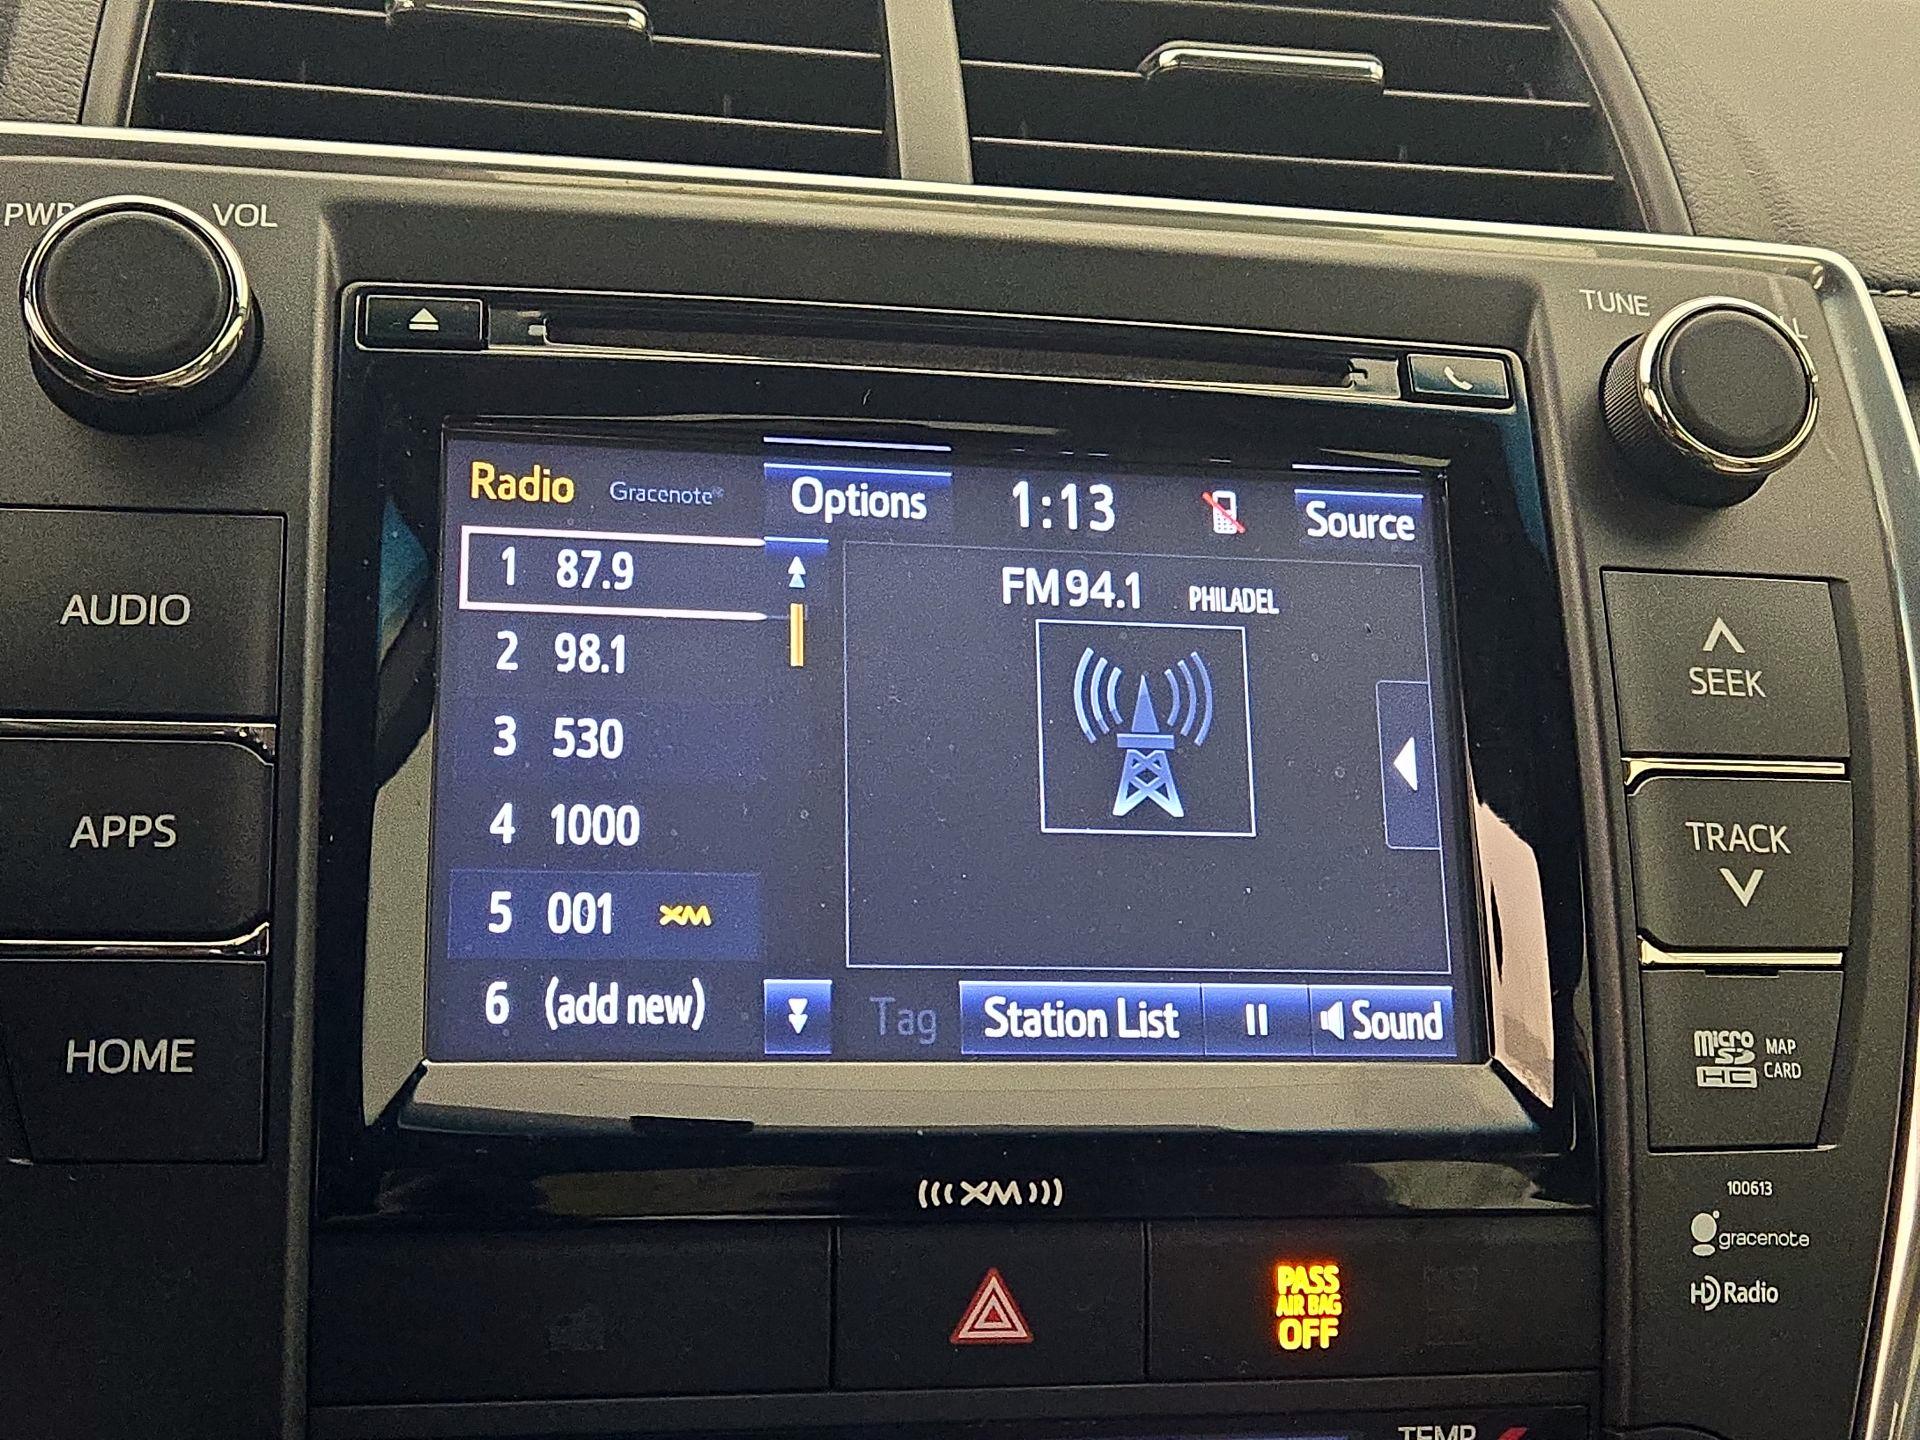 PWR VOL
TUNE
Radio Gracenote® Options 1:13 Source
1 87.9
2 98.1
3 530
4 1000
5 001 XM
6 (add new)
FM 94.1 PHILADEL
Tag Station List Sound
AUDIO
APPS
HOME
SEEK
TRACK
micro SD HC MAP CARD
100613
gracenote
HD Radio
XM
PASS
AIR BAG
OFF
TEMP